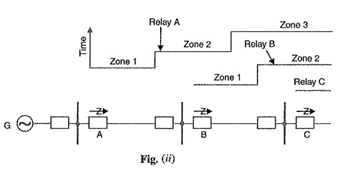 Relay A
Time
Zone 3
Zone 2
Relay B
Zone 1
Zone 2
Zone 1
Relay C
G
Z
Z
Z
A
B
C
Fig. (ii)